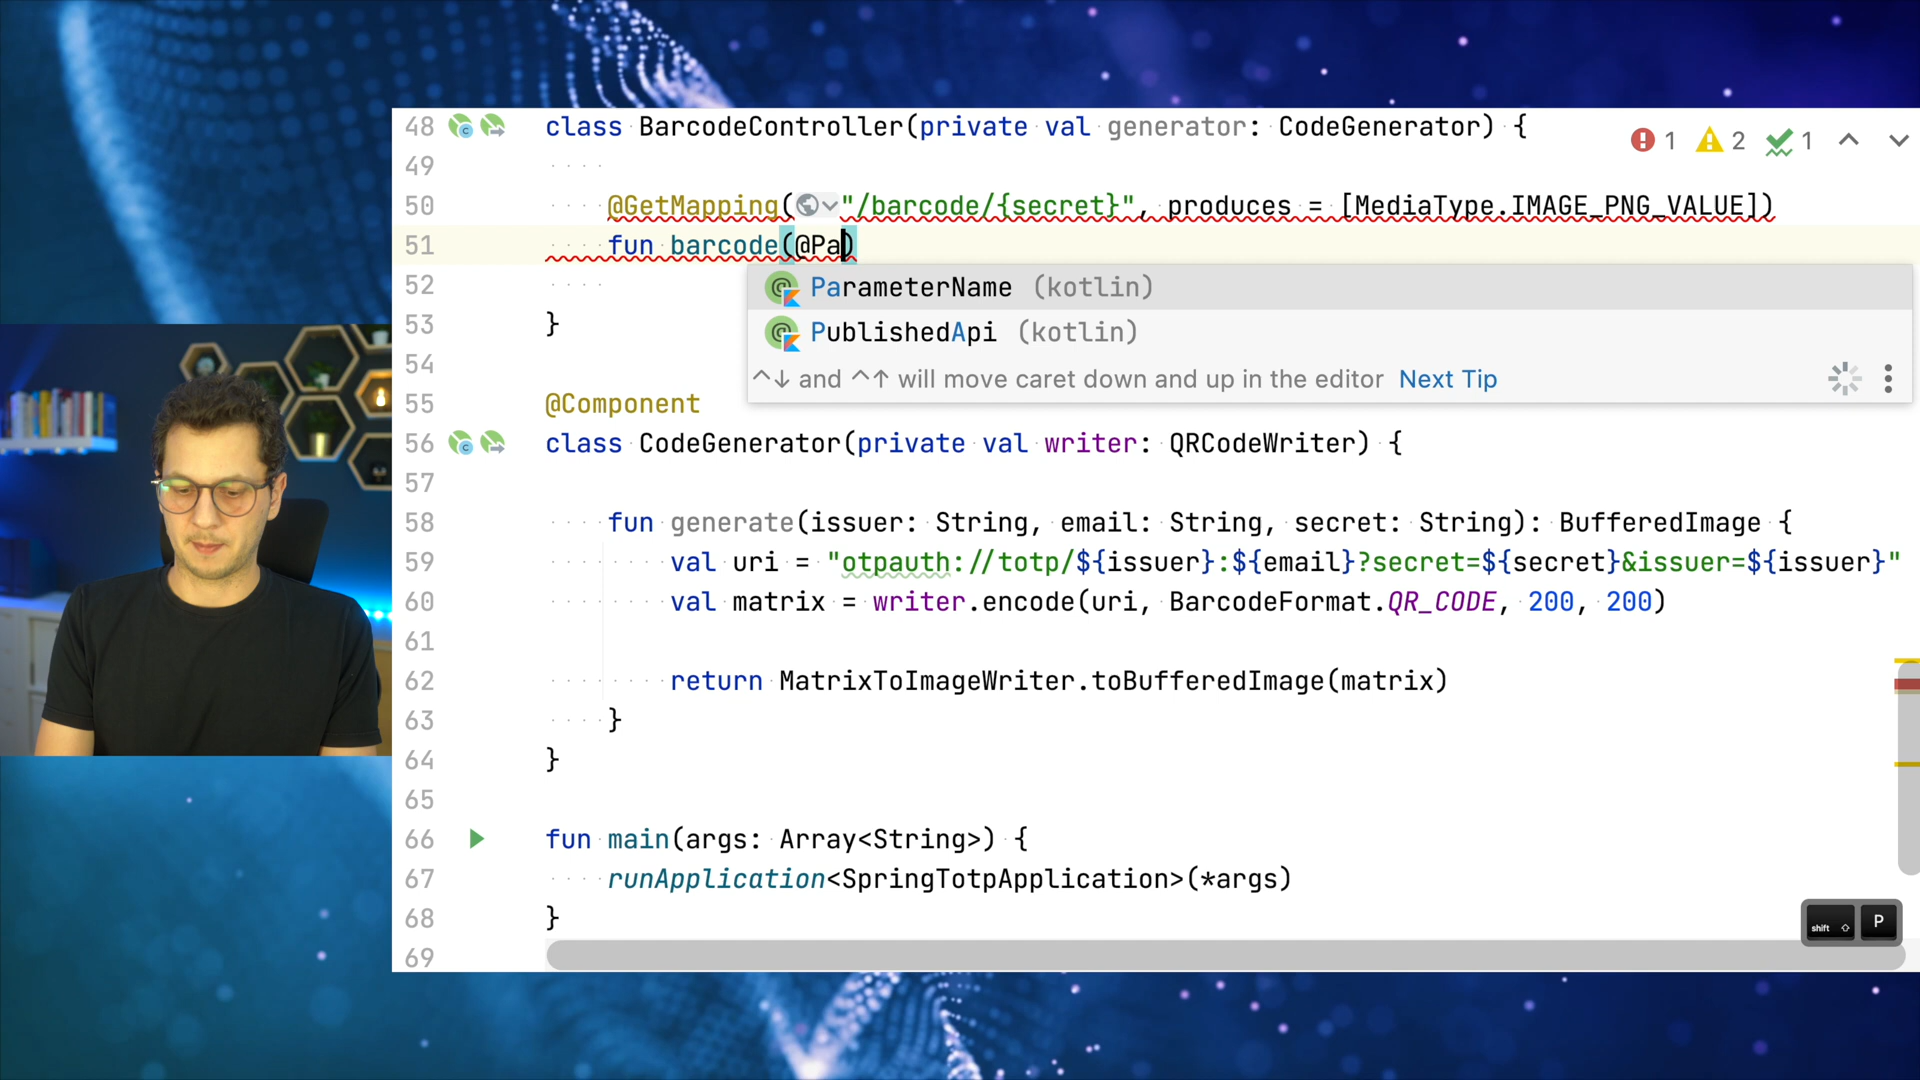 48 class BarcodeController(private val generator: CodeGenerator) {
1 2 1
49
50 @GetMapping("/barcode/{secret}", produces = [MediaType.IMAGE_PNG_VALUE])
51 fun barcode(@Pa)
52
ParameterName (kotlin)
53 }
PublishedApi (kotlin)
54
^↓ and ^↑ will move caret down and up in the editor Next Tip
55 @Component
56 class CodeGenerator(private val writer: QRCodeWriter) {
57
58 fun generate(issuer: String, email: String, secret: String): BufferedImage {
59 val uri = "otpauth://totp/${issuer}:${email}?secret=${secret}&issuer=${issuer}"
60 val matrix = writer.encode(uri, BarcodeFormat.QR_CODE, 200, 200)
61
62 return MatrixToImageWriter.toBufferedImage(matrix)
63 }
64 }
65
66 fun main(args: Array<String>) {
67 runApplication<SpringTotpApplication>(*args)
68 }
69
shift P